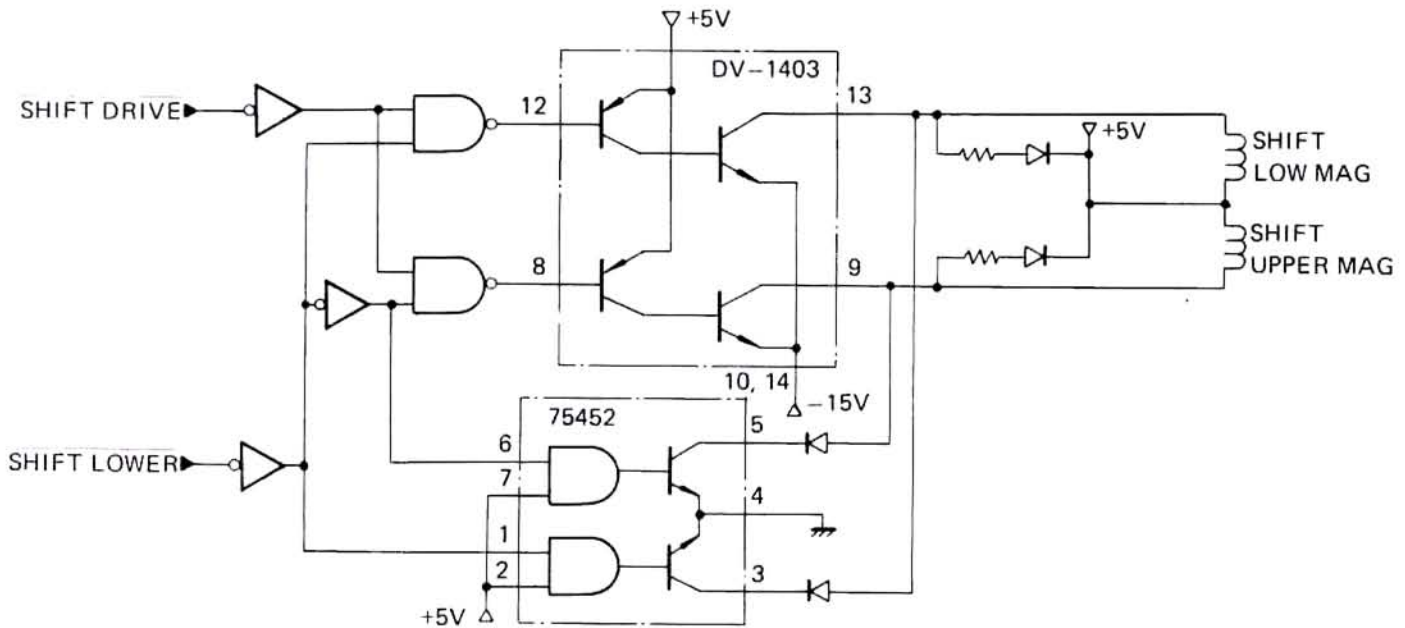 +5V
DV-1403
SHIFT DRIVE
12
13
+5V
SHIFT
LOW MAG
SHIFT
UPPER MAG
8
9
10, 14
-15V
75452
5
6
SHIFT LOWER
7
4
1
2
3
+5V